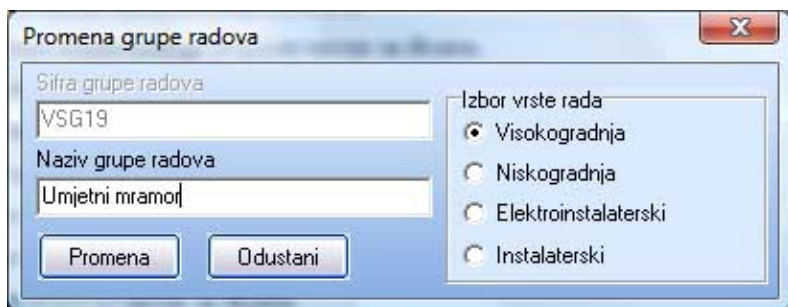 Promena grupe radova
Sifra grupe radova
VSG19
Naziv grupe radova
Umjetni mramor
Promena
Odustani
Izbor vrste rada
Visokogradnja
Niskogradnja
Elektroinstalaterski
Instalaterski